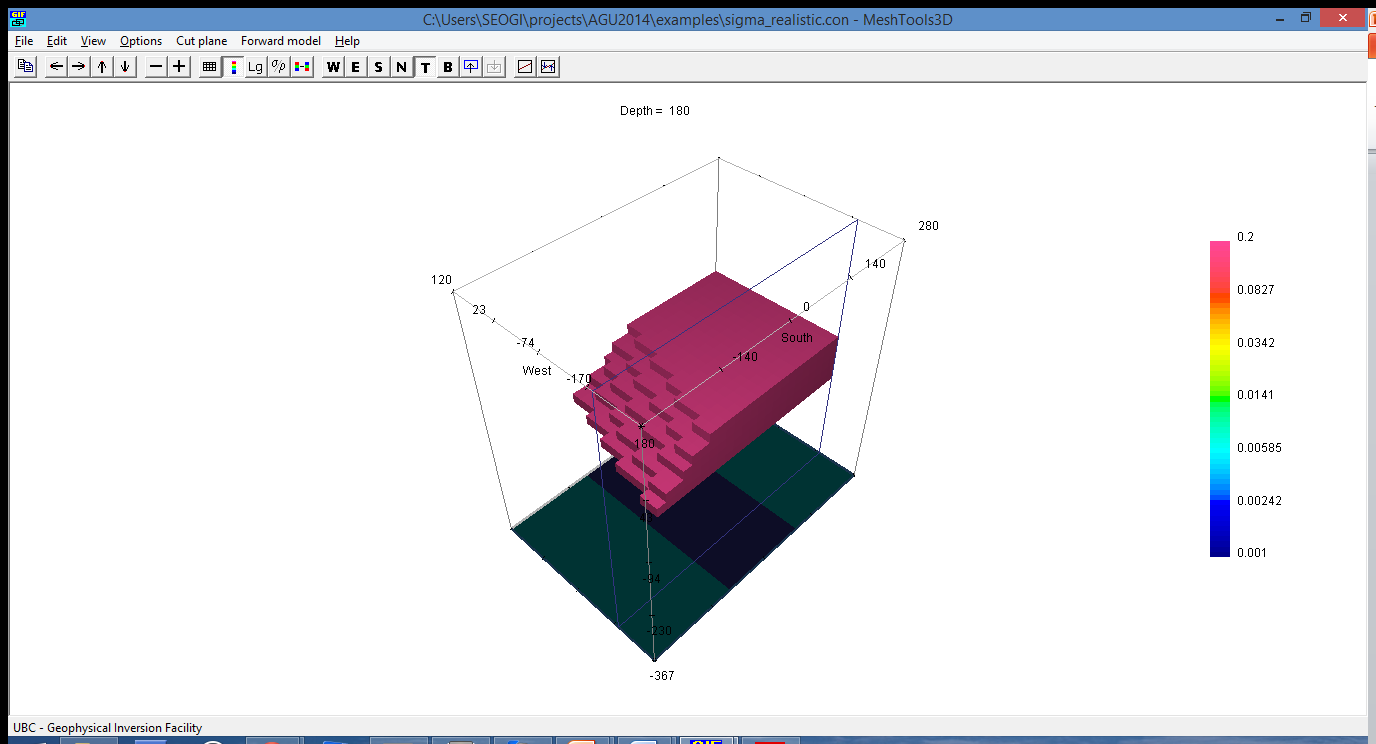 GIF
C:\Users\SEOGI\projects\AGU2014\examples\sigma_realistic.con - MeshTools3D
File Edit View Options Cut plane Forward model Help
Lg σ/ρ W E S N T B
Depth = 180
280
140
0
South
-140
120
23
-74
West
-170
180
-94
-230
-367
0.2
0.0827
0.0342
0.0141
0.00585
0.00242
0.001
UBC - Geophysical Inversion Facility
GIF